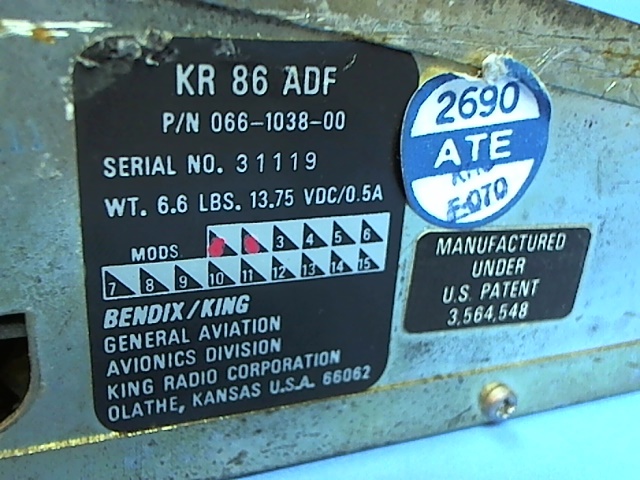 KR 86 ADF
P/N 066-1038-00
SERIAL NO. 31119
WT. 6.6 LBS. 13.75 VDC/0.5A
MODS 3 4 5 6
7 8 9 10 11 12 13 14 15
BENDIX/KING
GENERAL AVIATION
AVIONICS DIVISION
KING RADIO CORPORATION
OLATHE, KANSAS U.S.A. 66062
2690
ATE
F-070
MANUFACTURED
UNDER
U.S. PATENT
3,564,548